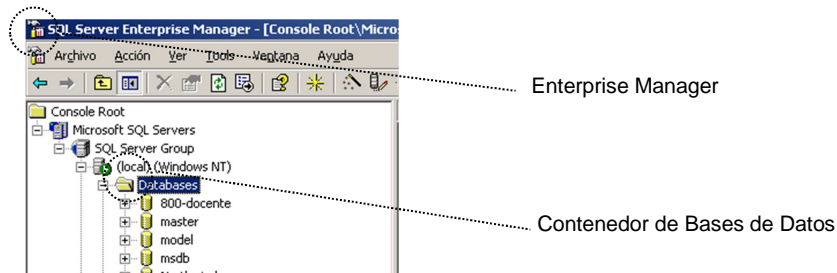 SQL Server Enterprise Manager - [Console Root\Micro
Archivo Acción Ver Tools Ventana Ayuda
Enterprise Manager
Console Root
Microsoft SQL Servers
SQL Server Group
(local) (Windows NT)
Databases
800-docente
master
Contenedor de Bases de Datos
model
msdb